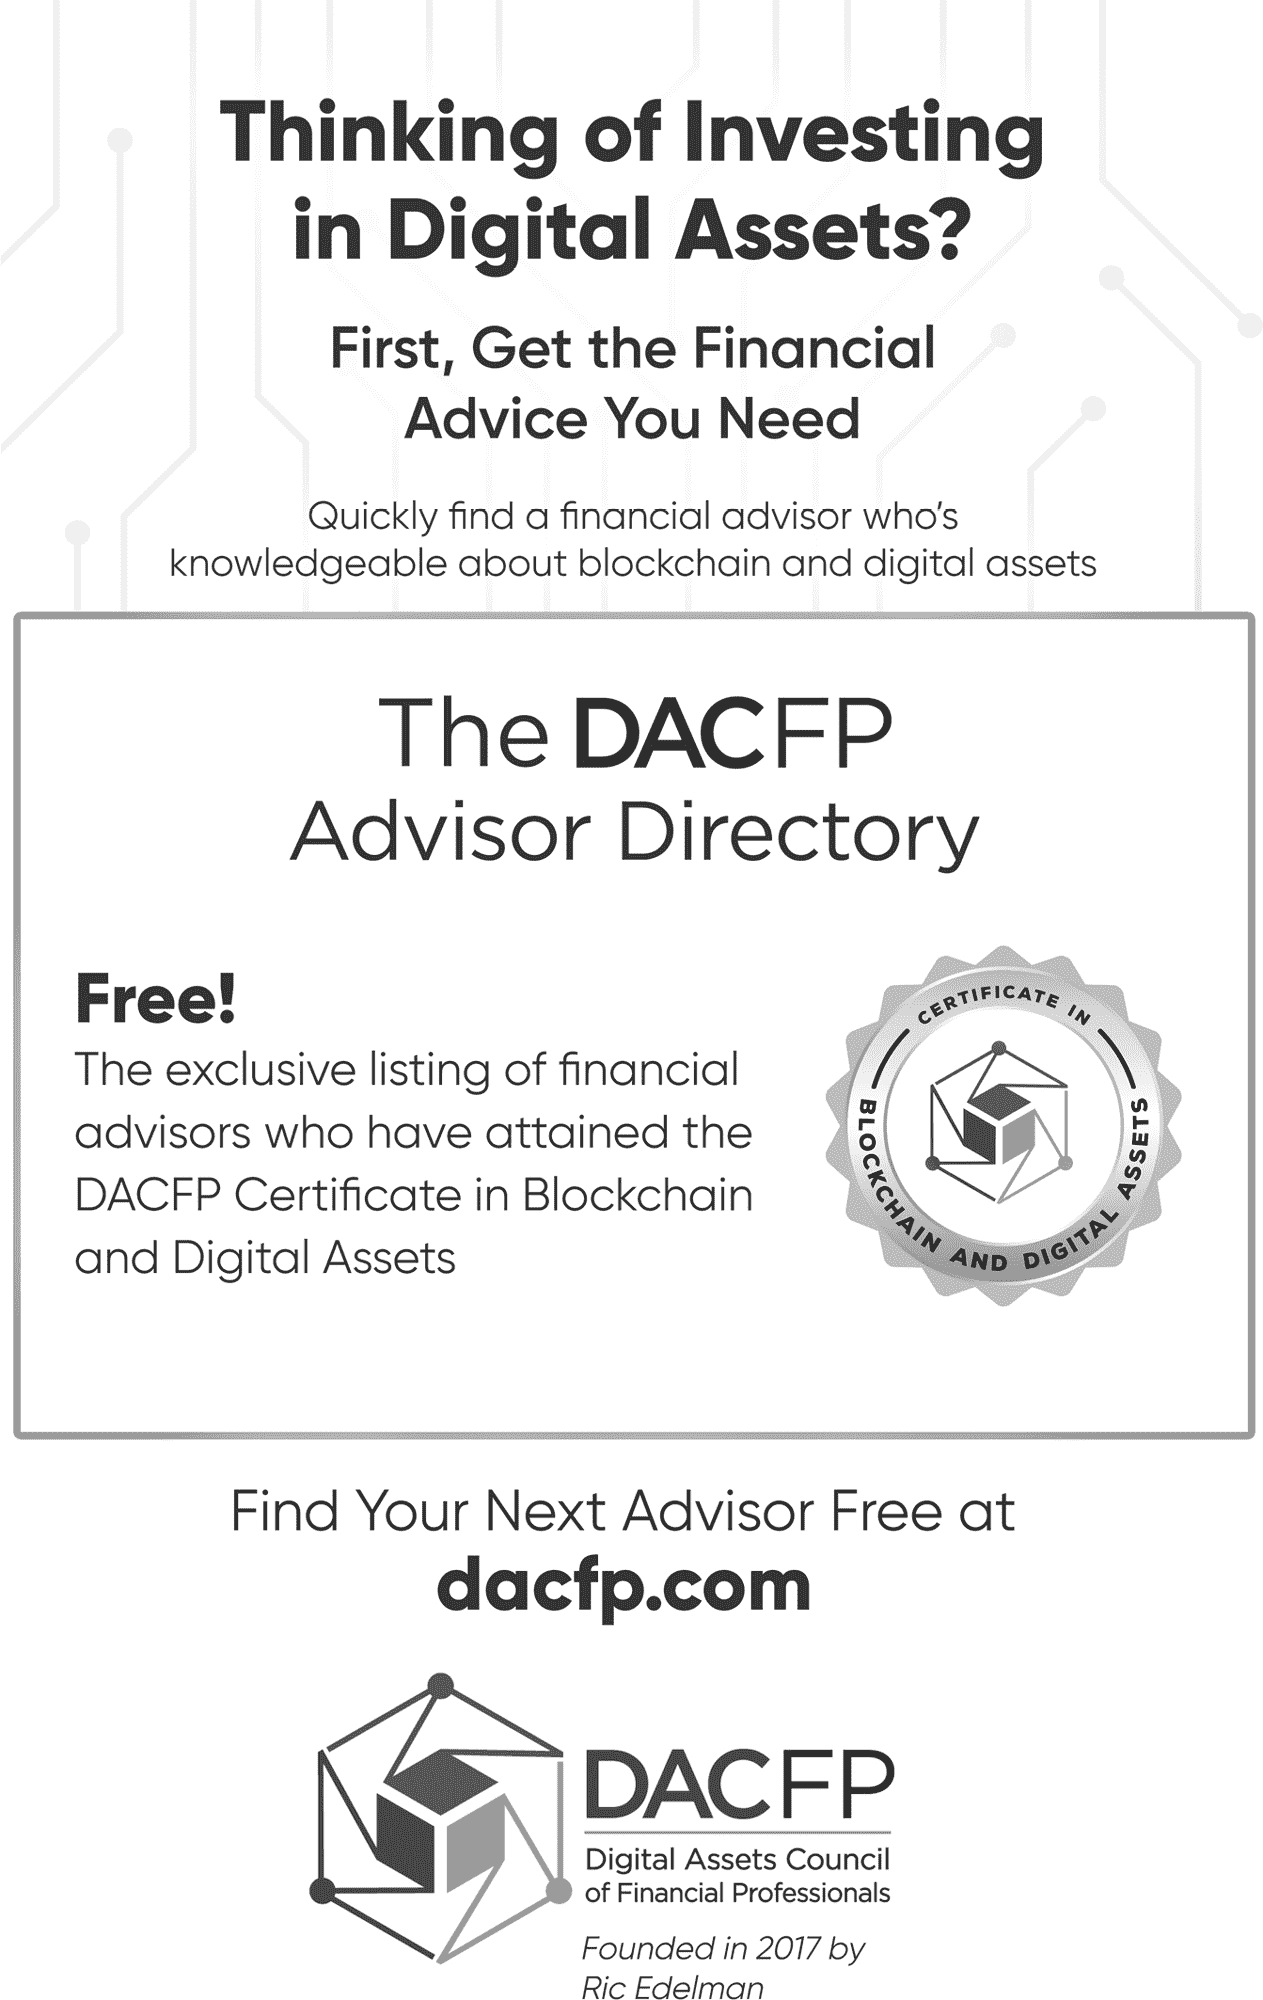 Thinking of Investing
in Digital Assets?
First, Get the Financial
Advice You Need
Quickly find a financial advisor who's
knowledgeable about blockchain and digital assets
The DACFP
Advisor Directory
Free!
The exclusive listing of financial
advisors who have attained the
DACFP Certificate in Blockchain
and Digital Assets
CERTIFICATE IN
BLOCKCHAIN AND DIGITAL ASSETS
Find Your Next Advisor Free at
dacfp.com
DACFP
Digital Assets Council
of Financial Professionals
Founded in 2017 by
Ric Edelman